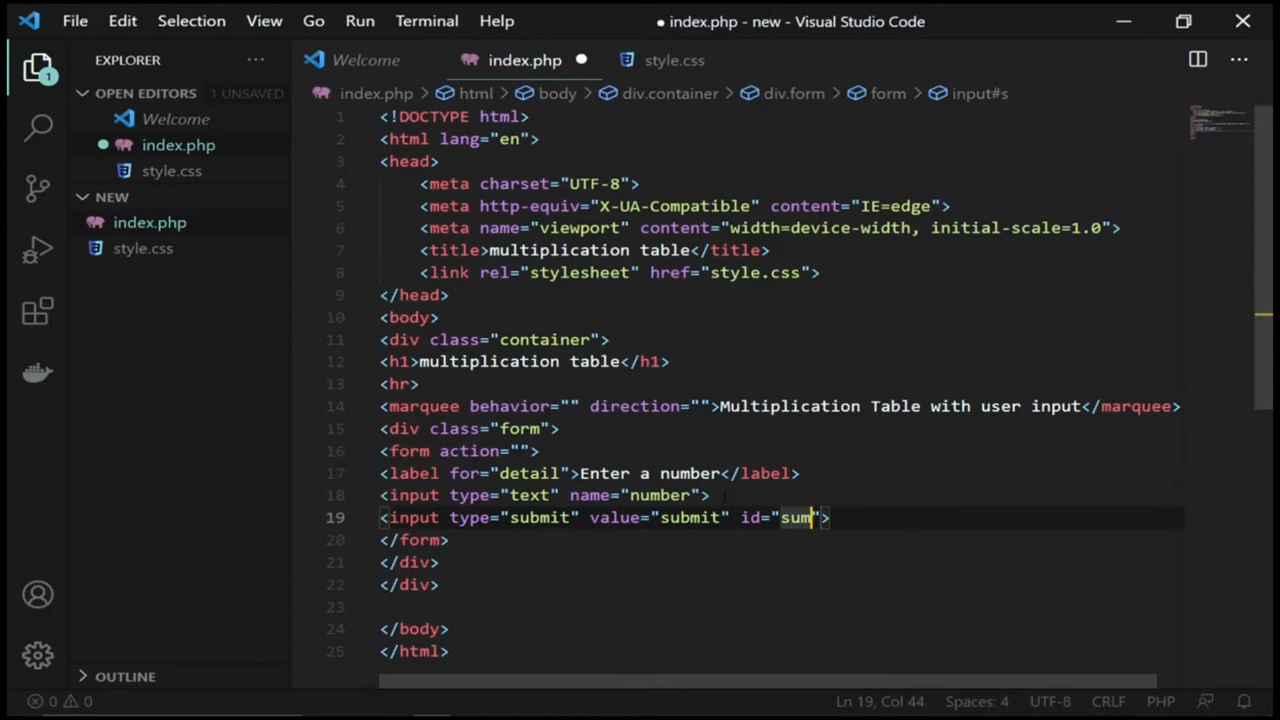 File Edit Selection View Go Run Terminal Help ● index.php - new - Visual Studio Code
EXPLORER ···
Welcome index.php ● style.css ···
OPEN EDITORS 1 UNSAVED
index.php > html > body > div.container > div.form > form > input#s
Welcome
● index.php
style.css
NEW
index.php
style.css
1
1 <!DOCTYPE html>
2 <html lang="en">
3 <head>
4 <meta charset="UTF-8">
5 <meta http-equiv="X-UA-Compatible" content="IE=edge">
6 <meta name="viewport" content="width=device-width, initial-scale=1.0">
7 <title>multiplication table</title>
8 <link rel="stylesheet" href="style.css">
9 </head>
10 <body>
11 <div class="container">
12 <h1>multiplication table</h1>
13 <hr>
14 <marquee behavior="" direction="">Multiplication Table with user input</marquee>
15 <div class="form">
16 <form action="">
17 <label for="detail">Enter a number</label>
18 <input type="text" name="number">
19 <input type="submit" value="submit" id="sum">
20 </form>
21 </div>
22 </div>
23
24 </body>
25 </html>
OUTLINE
0 0 Ln 19, Col 44 Spaces: 4 UTF-8 CRLF PHP